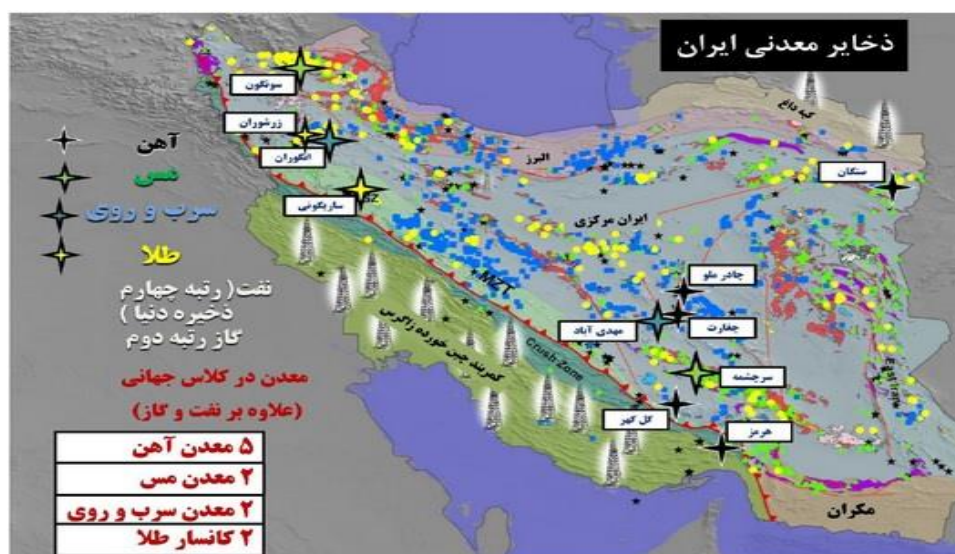 ذخایر معدنی ایران
سونگون
کپه داغ
زرشوران
آهن
انگوران
البرز
سنگان
مس
ساریگونی
سرب و روی
ایران مرکزی
طلا
چادر ملو
MZT
نفت( رتبه چهارم
ذخیره دنیا )
گاز رتبه دوم
چغارت
مهدی آباد
کمربند چین خورده زاگرس
Crush Zone
سرچشمه
East Iran
معدن در کلاس جهانی
(علاوه بر نفت و گاز)
گل گهر
هرمز
۵ معدن آهن
۲ معدن مس
۲ معدن سرب و روی
۲ کانسار طلا
مکران